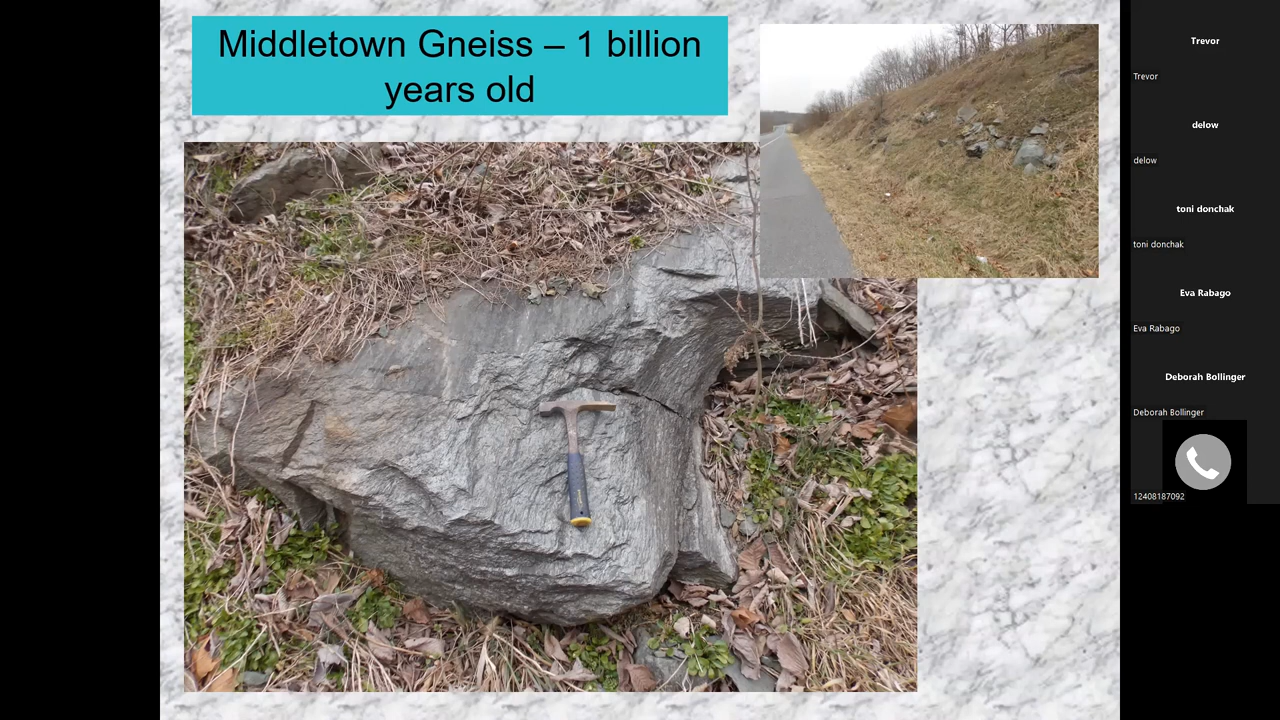 Middletown Gneiss – 1 billion
years old
Trevor
Trevor
delow
delow
toni donchak
toni donchak
Eva Rabago
Eva Rabago
Deborah Bollinger
Deborah Bollinger
12408187092